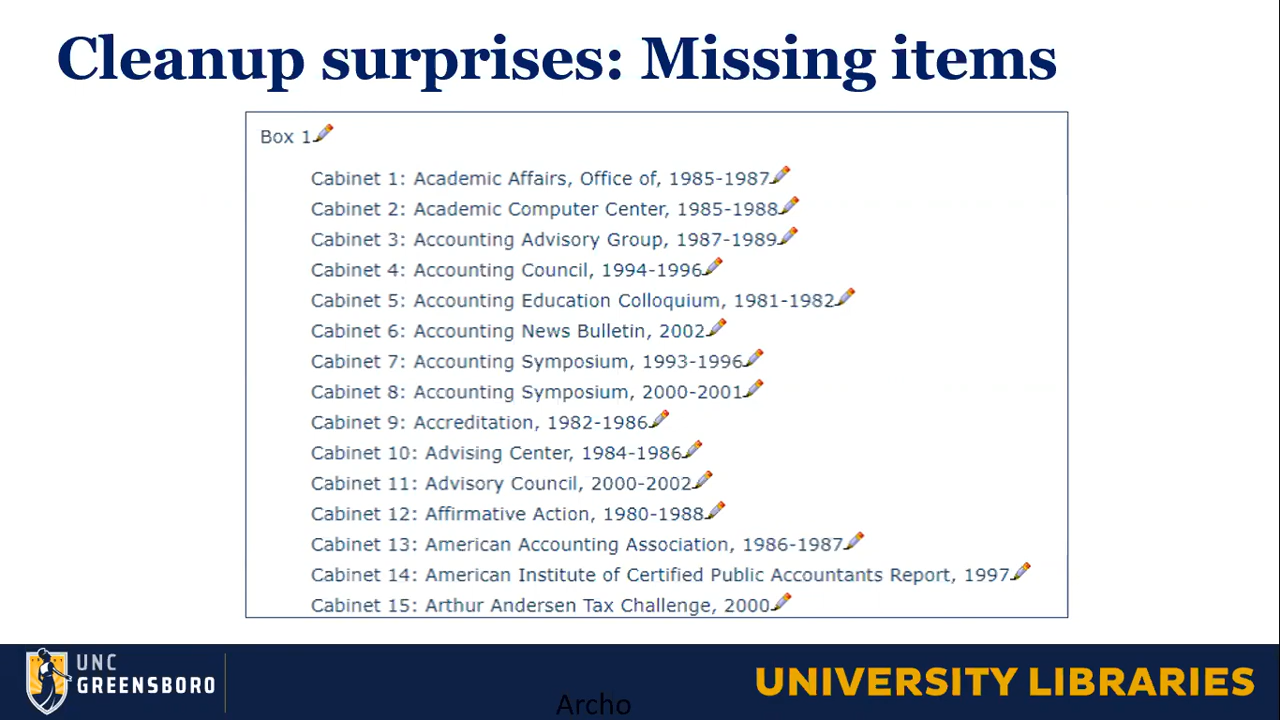 Cleanup surprises: Missing items
Box 1
Cabinet 1: Academic Affairs, Office of, 1985-1987
Cabinet 2: Academic Computer Center, 1985-1988
Cabinet 3: Accounting Advisory Group, 1987-1989
Cabinet 4: Accounting Council, 1994-1996
Cabinet 5: Accounting Education Colloquium, 1981-1982
Cabinet 6: Accounting News Bulletin, 2002
Cabinet 7: Accounting Symposium, 1993-1996
Cabinet 8: Accounting Symposium, 2000-2001
Cabinet 9: Accreditation, 1982-1986
Cabinet 10: Advising Center, 1984-1986
Cabinet 11: Advisory Council, 2000-2002
Cabinet 12: Affirmative Action, 1980-1988
Cabinet 13: American Accounting Association, 1986-1987
Cabinet 14: American Institute of Certified Public Accountants Report, 1997
Cabinet 15: Arthur Andersen Tax Challenge, 2000
UNC
GREENSBORO
Archo
UNIVERSITY LIBRARIES